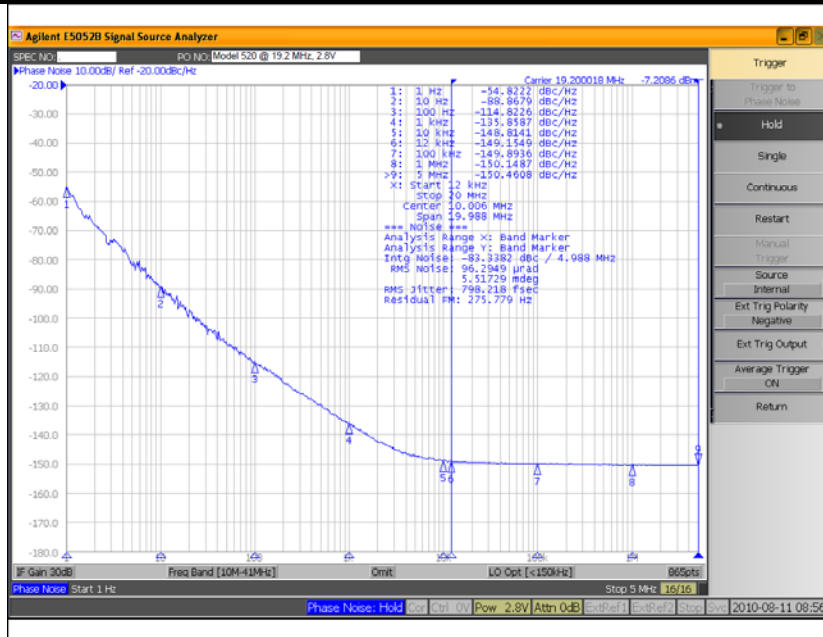 Agilent E5052B Signal Source Analyzer
SPEC NO: . PO NO: Model 520 @ 19.2 MHz, 2.8V
Phase Noise 10.00dB/ Ref -20.00dBc/Hz
Carrier 19.200018 MHz -7.2086 dBm
-20.00
-30.00
-40.00
-50.00
-60.00
-70.00
-80.00
-90.00
-100.0
-110.0
-120.0
-130.0
-140.0
-150.0
-160.0
-170.0
-180.0
1: 1 Hz -54.8222 dBc/Hz
2: 10 Hz -88.8679 dBc/Hz
3: 100 Hz -114.8226 dBc/Hz
4: 1 kHz -135.8587 dBc/Hz
5: 10 kHz -148.8141 dBc/Hz
6: 12 kHz -149.1549 dBc/Hz
7: 100 kHz -149.8936 dBc/Hz
8: 1 MHz -150.1487 dBc/Hz
>9: 5 MHz -150.4608 dBc/Hz
X: Start 12 kHz
Stop 20 MHz
Center 10.006 MHz
Span 19.988 MHz
=== Noise ===
Analysis Range X: Band Marker
Analysis Range Y: Band Marker
Intg Noise: -83.3382 dBc / 4.988 MHz
RMS Noise: 96.2949 µrad
5.51729 mdeg
RMS Jitter: 798.218 fsec
Residual FM: 275.779 Hz
1
2
3
4
5
6
7
8
9
IF Gain 30dB Freq Band [10M-41MHz] Omit LO Opt [<150kHz] 865pts
Phase Noise Start 1 Hz Stop 5 MHz 16/16
Phase Noise: Hold Cor Ctrl 0V Pow 2.8V Attn 0dB ExtRef1 ExtRef2 Stop Svc 2010-08-11 08:56
Trigger
Trigger to
Phase Noise
Hold
Single
Continuous
Restart
Manual
Trigger
Source
Internal
Ext Trig Polarity
Negative
Ext Trig Output
Average Trigger
ON
Return